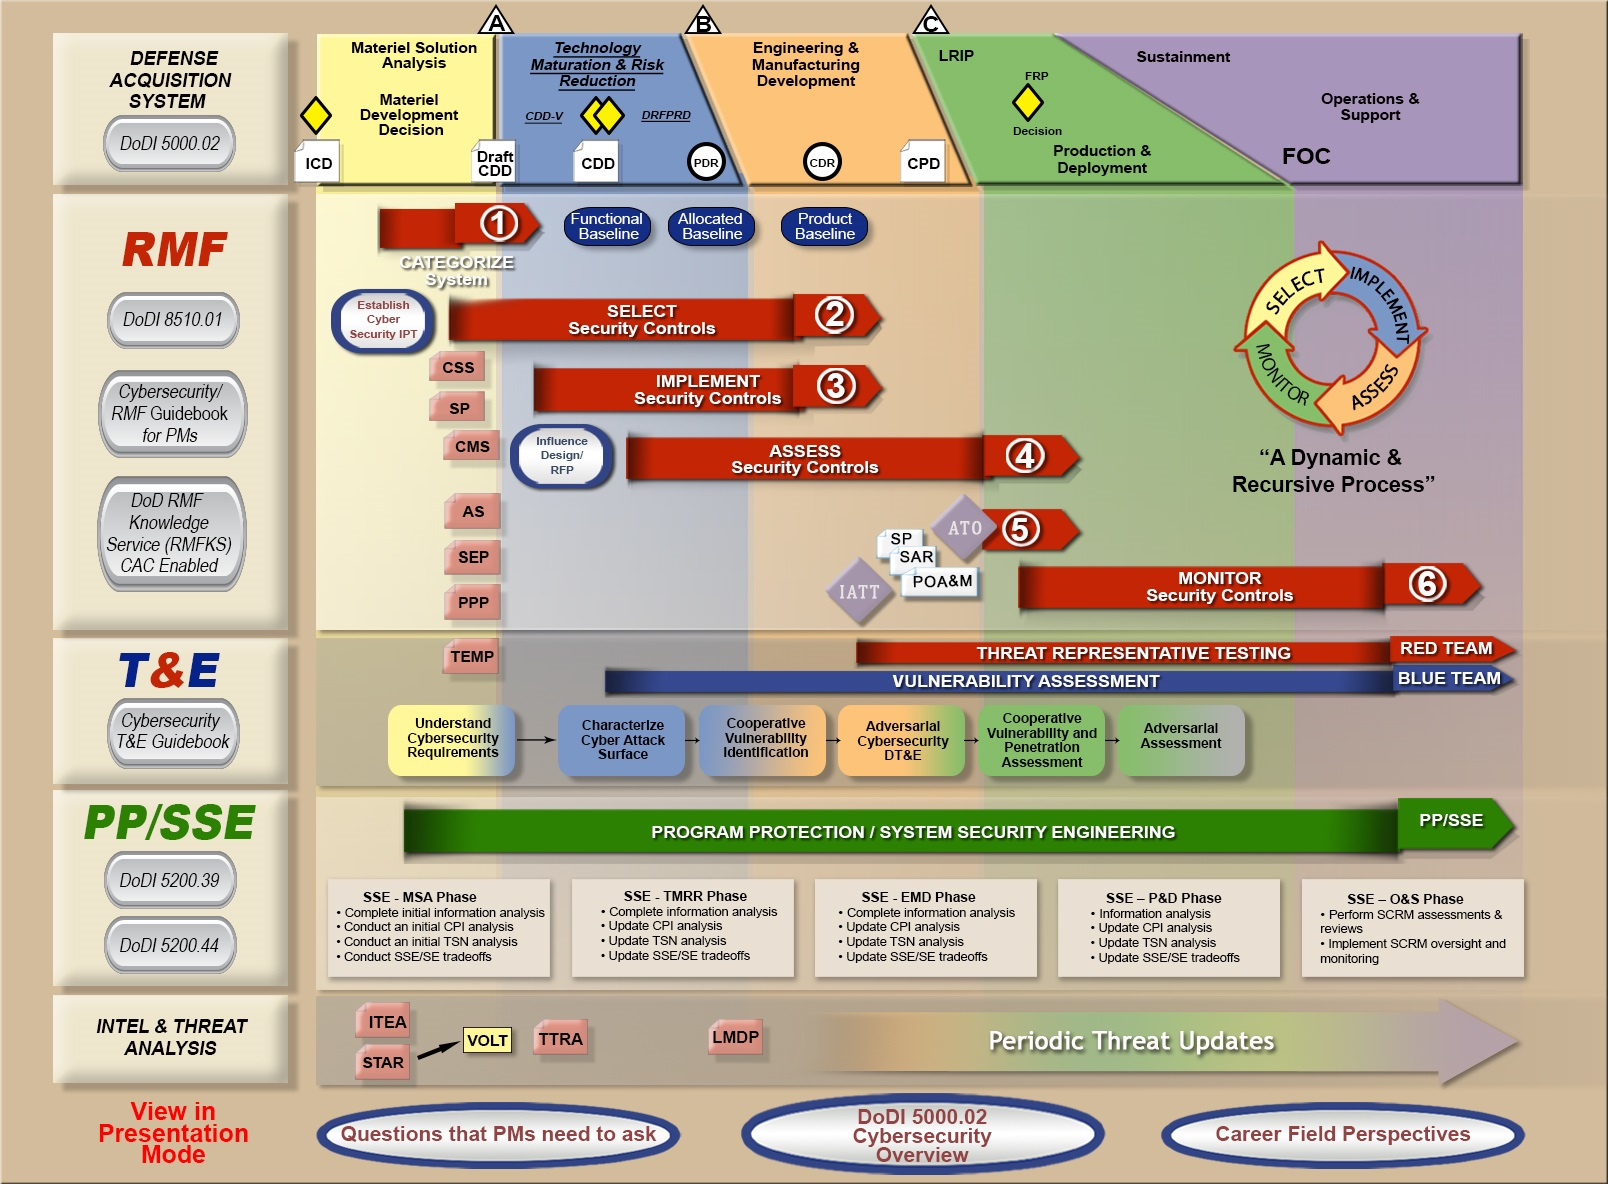 A
B
C
DEFENSE
ACQUISITION
SYSTEM
DoDI 5000.02
Materiel Solution
Analysis
Materiel
Development
Decision
ICD
Draft
CDD
Technology
Maturation & Risk
Reduction
CDD-V
DRFPRD
CDD
PDR
Engineering &
Manufacturing
Development
CDR
CPD
LRIP
FRP
Decision
Production &
Deployment
Sustainment
Operations &
Support
FOC
RMF
DoDI 8510.01
Cybersecurity/
RMF Guidebook
for PMs
DoD RMF
Knowledge
Service (RMFKS)
CAC Enabled
1
CATEGORIZE
System
Functional
Baseline
Allocated
Baseline
Product
Baseline
Establish
Cyber
Security IPT
SELECT
Security Controls
2
CSS
IMPLEMENT
Security Controls
3
SP
CMS
Influence
Design/
RFP
ASSESS
Security Controls
4
AS
SEP
PPP
ATO
5
SP
SAR
POA&M
IATT
MONITOR
Security Controls
6
SELECT
IMPLEMENT
ASSESS
MONITOR
“A Dynamic &
Recursive Process”
T&E
Cybersecurity
T&E Guidebook
TEMP
THREAT REPRESENTATIVE TESTING
RED TEAM
VULNERABILITY ASSESSMENT
BLUE TEAM
Understand
Cybersecurity
Requirements
Characterize
Cyber Attack
Surface
Cooperative
Vulnerability
Identification
Adversarial
Cybersecurity
DT&E
Cooperative
Vulnerability and
Penetration
Assessment
Adversarial
Assessment
PP/SSE
DoDI 5200.39
DoDI 5200.44
PROGRAM PROTECTION / SYSTEM SECURITY ENGINEERING
PP/SSE
SSE - MSA Phase
• Complete initial information analysis
• Conduct an initial CPI analysis
• Conduct an initial TSN analysis
• Conduct SSE/SE tradeoffs
SSE - TMRR Phase
• Complete information analysis
• Update CPI analysis
• Update TSN analysis
• Update SSE/SE tradeoffs
SSE - EMD Phase
• Complete information analysis
• Update CPI analysis
• Update TSN analysis
• Update SSE/SE tradeoffs
SSE – P&D Phase
• Information analysis
• Update CPI analysis
• Update TSN analysis
• Update SSE/SE tradeoffs
SSE – O&S Phase
• Perform SCRM assessments &
reviews
• Implement SCRM oversight and
monitoring
INTEL & THREAT
ANALYSIS
ITEA
STAR
VOLT
TTRA
LMDP
Periodic Threat Updates
View in
Presentation
Mode
Questions that PMs need to ask
DoDI 5000.02
Cybersecurity
Overview
Career Field Perspectives